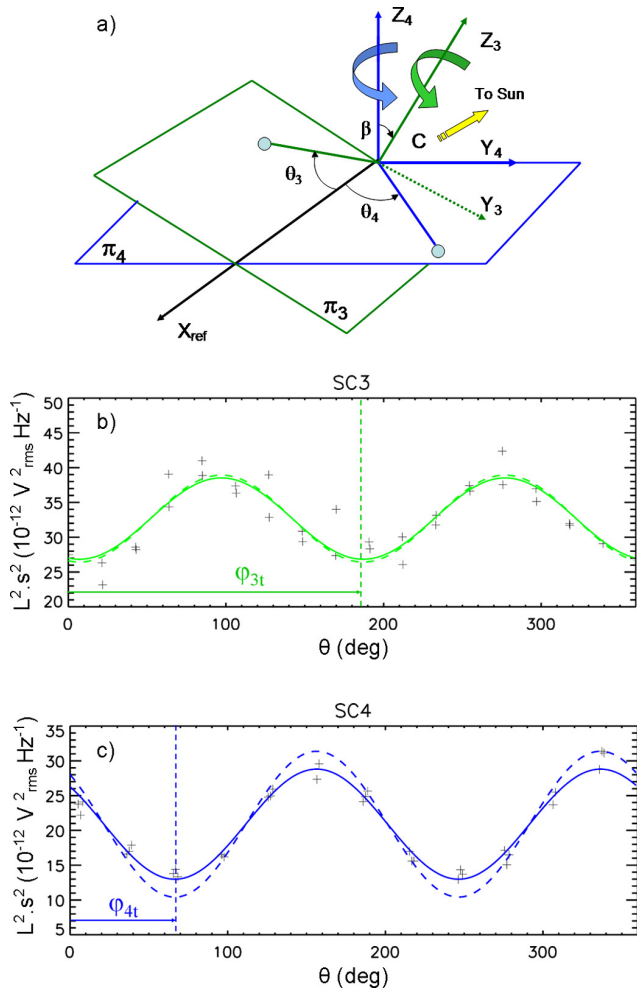 a)
Z₄
Z₃
To Sun
β
C
Y₄
θ₃
θ₄
Y₃
π₄
π₃
X_ref
SC3
b)
L².s² (10⁻¹² V²rms Hz⁻¹)
50
45
40
35
30
25
20
φ₃t
0
100
200
300
θ (deg)
SC4
c)
L².s² (10⁻¹² V²rms Hz⁻¹)
35
30
25
20
15
10
5
φ₄t
0
100
200
300
θ (deg)